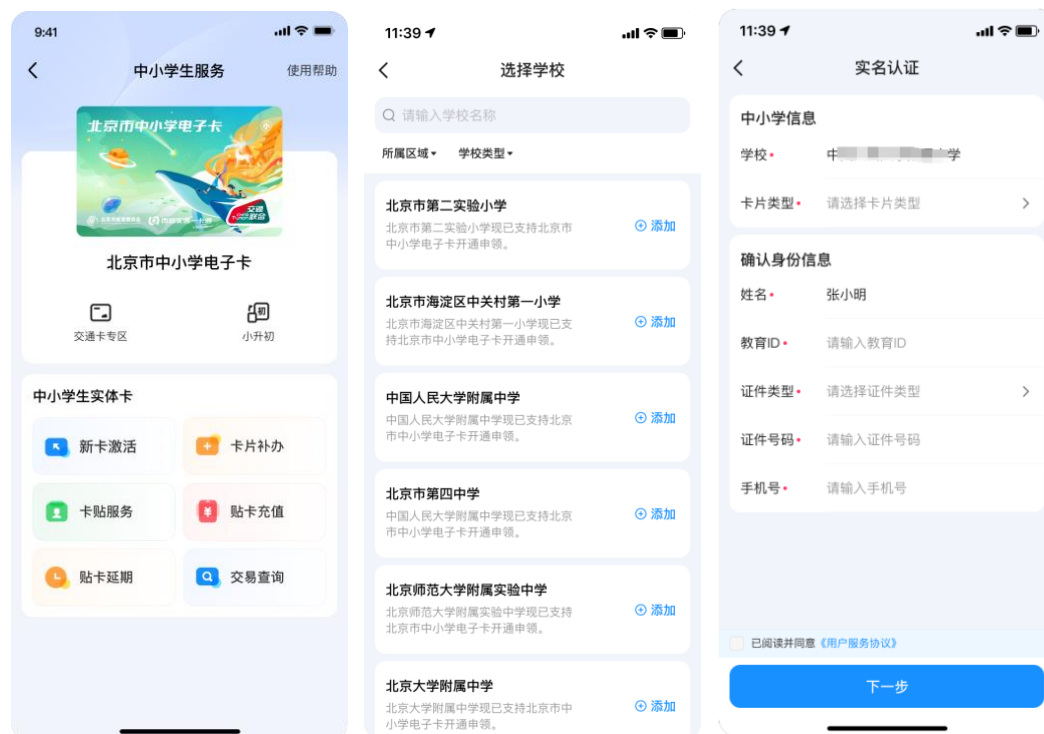 9:41
中小学生服务
使用帮助
北京市中小学电子卡
交通
联合
北京市中小学电子卡
交通卡专区
小升初
中小学生实体卡
新卡激活
卡片补办
卡贴服务
贴卡充值
贴卡延期
交易查询
11:39
选择学校
请输入学校名称
所属区域
学校类型
北京市第二实验小学
北京市第二实验小学现已支持北京市
中小学电子卡开通申领。
添加
北京市海淀区中关村第一小学
北京市海淀区中关村第一小学现已支
持北京市中小学电子卡开通申领。
添加
中国人民大学附属中学
中国人民大学附属中学现已支持北京
市中小学电子卡开通申领。
添加
北京市第四中学
中国人民大学附属中学现已支持北京
市中小学电子卡开通申领。
添加
北京师范大学附属实验中学
北京师范大学附属实验中学现已支持
北京市中小学电子卡开通申领。
添加
北京大学附属中学
北京大学附属中学现已支持北京市中
小学电子卡开通申领。
添加
11:39
实名认证
中小学信息
学校• 中 学
卡片类型• 请选择卡片类型
确认身份信息
姓名• 张小明
教育ID• 请输入教育ID
证件类型• 请选择证件类型
证件号码• 请输入证件号码
手机号• 请输入手机号
已阅读并同意《用户服务协议》
下一步